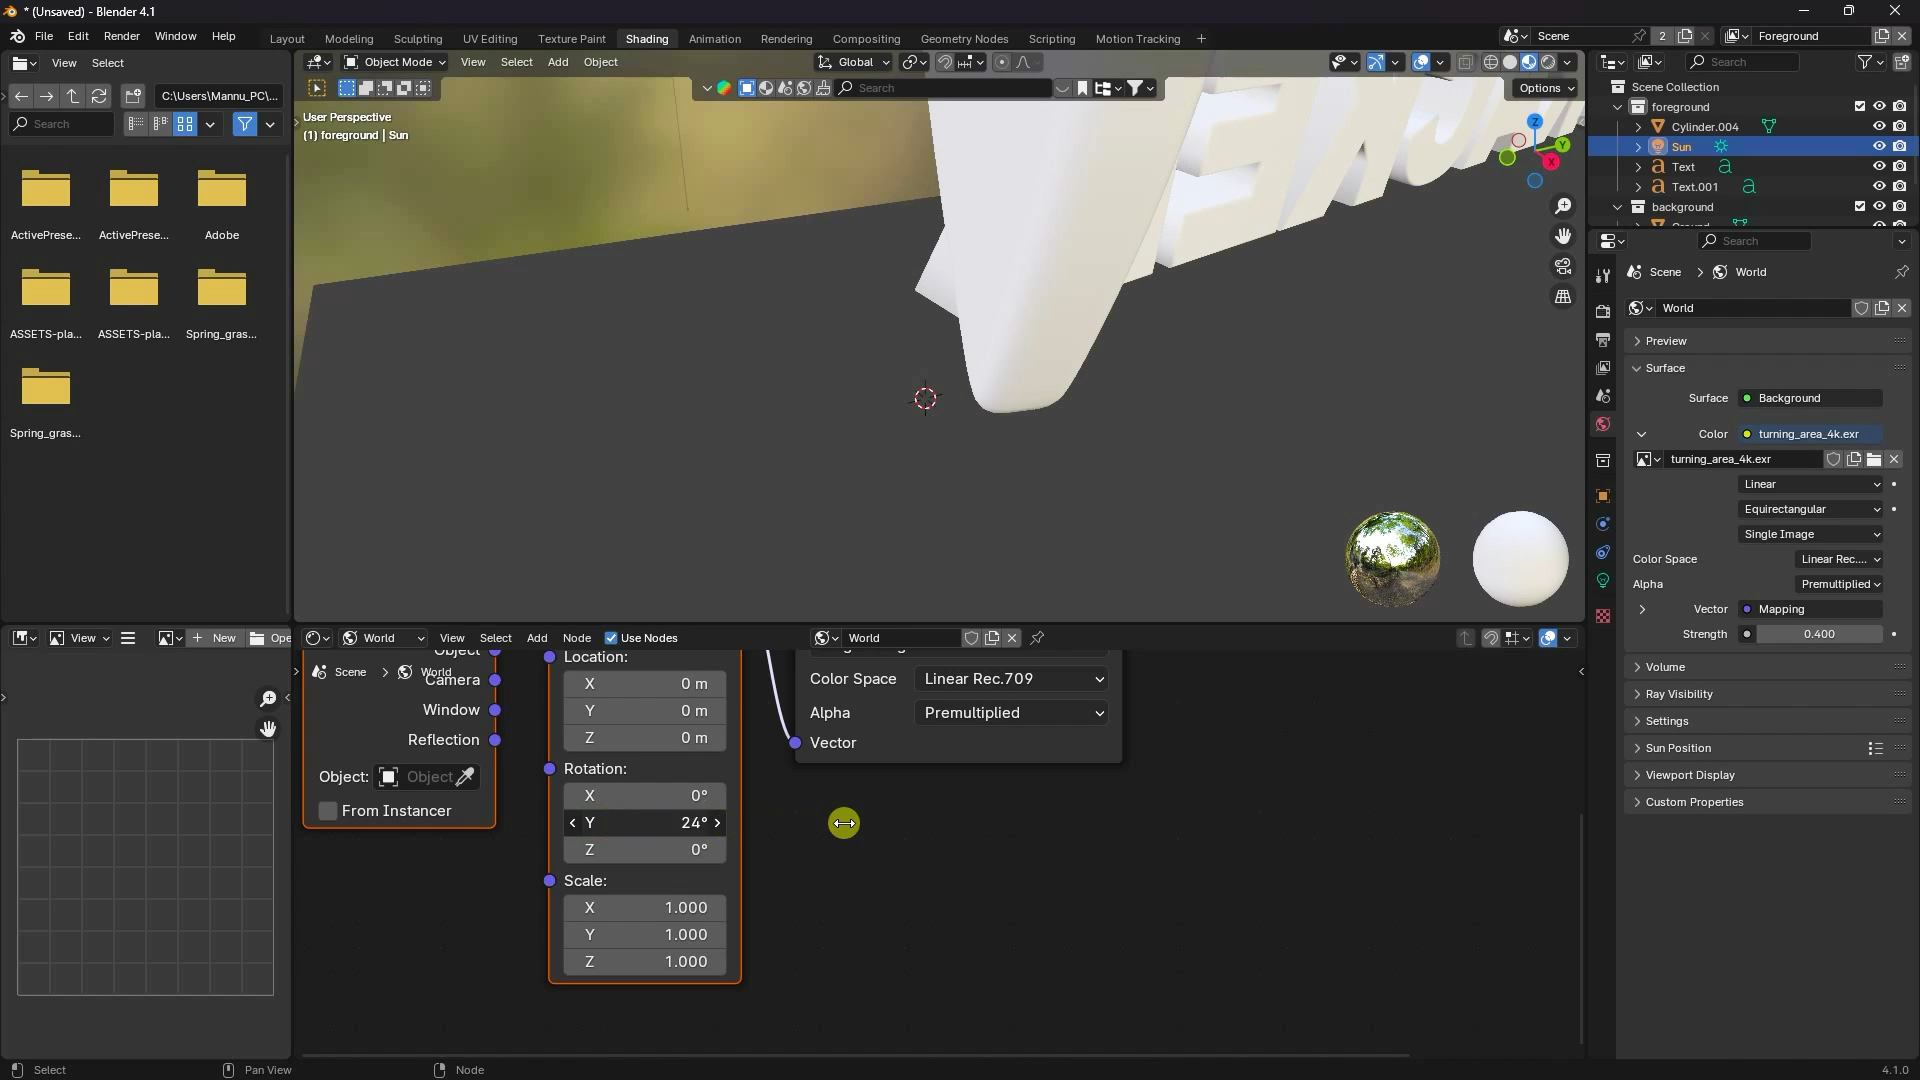 * (Unsaved) - Blender 4.1
File Edit Render Window Help
Layout Modeling Sculpting UV Editing Texture Paint Shading Animation Rendering Compositing Geometry Nodes Scripting Motion Tracking +
Scene 2
Foreground
View Select
Object Mode View Select Add Object
Global
Search
C:\Users\Mannu_PC\...
Search
Search
Options
User Perspective
(1) foreground | Sun
Z
Y
X
Scene Collection
foreground
Cylinder.004
Sun
Text
Text.001
background
ActivePrese...
ActivePrese...
Adobe
ASSETS-pla...
ASSETS-pla...
Spring_gras...
Spring_gras...
Search
Scene > World
World
Preview
Surface
Surface Background
Color turning_area_4k.exr
turning_area_4k.exr
Linear
Equirectangular
Single Image
Color Space Linear Rec....
Alpha Premultiplied
Vector Mapping
Strength 0.400
Volume
Ray Visibility
Settings
Sun Position
Viewport Display
Custom Properties
View + New Ope
World View Select Add Node Use Nodes
World
Object
Scene > World
Camera
Window
Reflection
Object: Object
From Instancer
Location:
X 0 m
Y 0 m
Z 0 m
Rotation:
X 0°
Y 24°
Z 0°
Scale:
X 1.000
Y 1.000
Z 1.000
Color Space Linear Rec.709
Alpha Premultiplied
Vector
Select
Pan View
Node
4.1.0